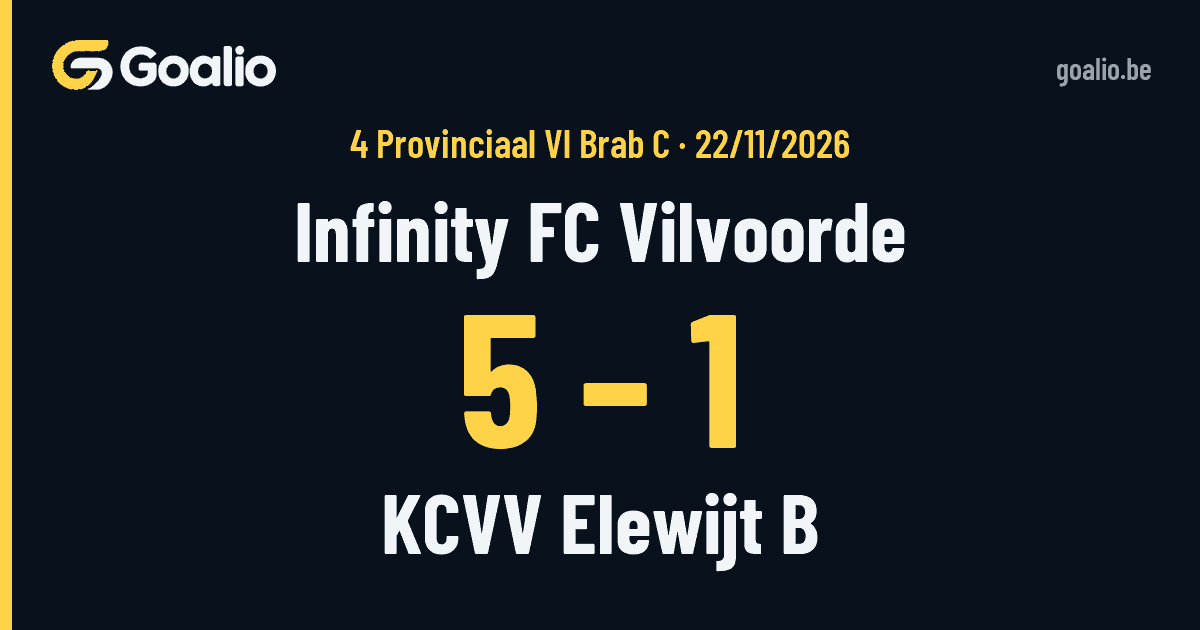 Goalio
goalio.be
4 Provinciaal Vl Brab C · 22/11/2026
Infinity FC Vilvoorde
5 – 1
KCVV Elewijt B